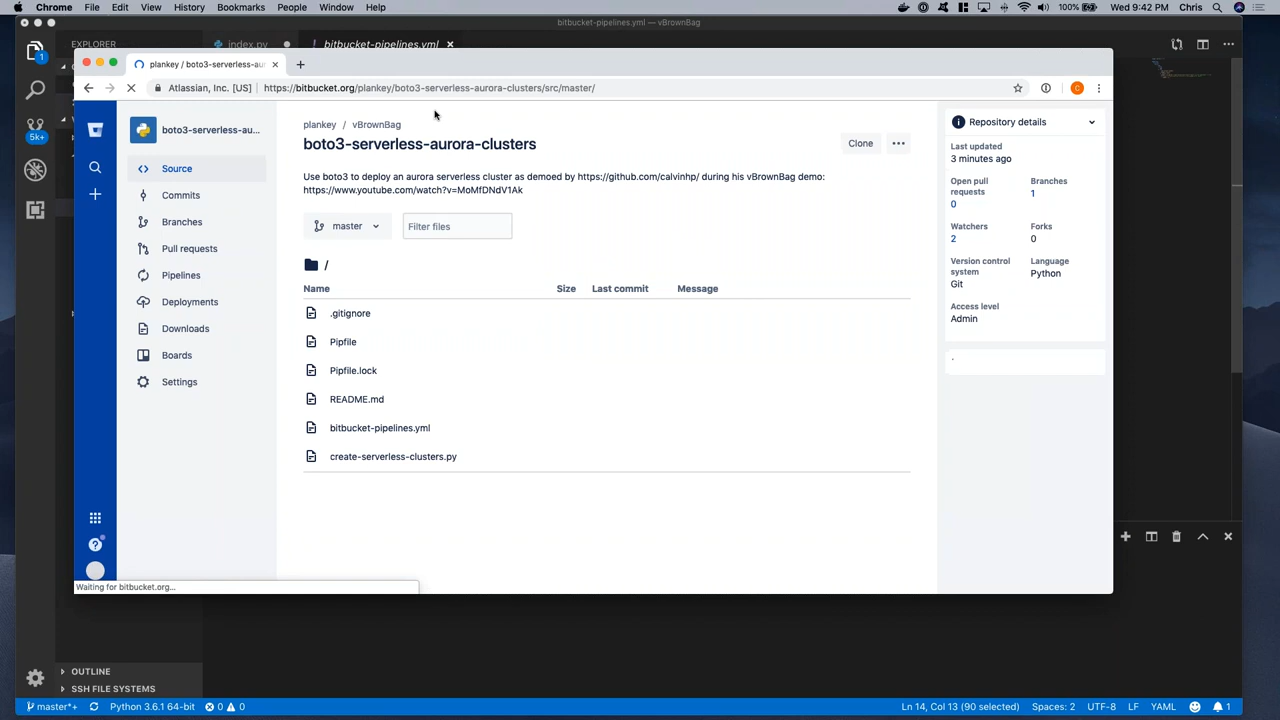 Chrome File Edit View History Bookmarks People Window Help 100% Wed 9:42 PM Chris
bitbucket-pipelines.yml — vBrownBag
EXPLORER index.py bitbucket-pipelines.yml
plankey / boto3-serverless-aur...
Atlassian, Inc. [US] https://bitbucket.org/plankey/boto3-serverless-aurora-clusters/src/master/
boto3-serverless-au...
Source
Commits
Branches
Pull requests
Pipelines
Deployments
Downloads
Boards
Settings
plankey / vBrownBag
boto3-serverless-aurora-clusters
Clone
Use boto3 to deploy an aurora serverless cluster as demoed by https://github.com/calvinhp/ during his vBrownBag demo:
https://www.youtube.com/watch?v=MoMfDNdV1Ak
master Filter files
/
Name Size Last commit Message
.gitignore
Pipfile
Pipfile.lock
README.md
bitbucket-pipelines.yml
create-serverless-clusters.py
Repository details
Last updated
3 minutes ago
Open pull requests
0
Branches
1
Watchers
2
Forks
0
Version control system
Git
Language
Python
Access level
Admin
5k+
1
Waiting for bitbucket.org...
OUTLINE
SSH FILE SYSTEMS
master*+ Python 3.6.1 64-bit 0 0 Ln 14, Col 13 (90 selected) Spaces: 2 UTF-8 LF YAML 1